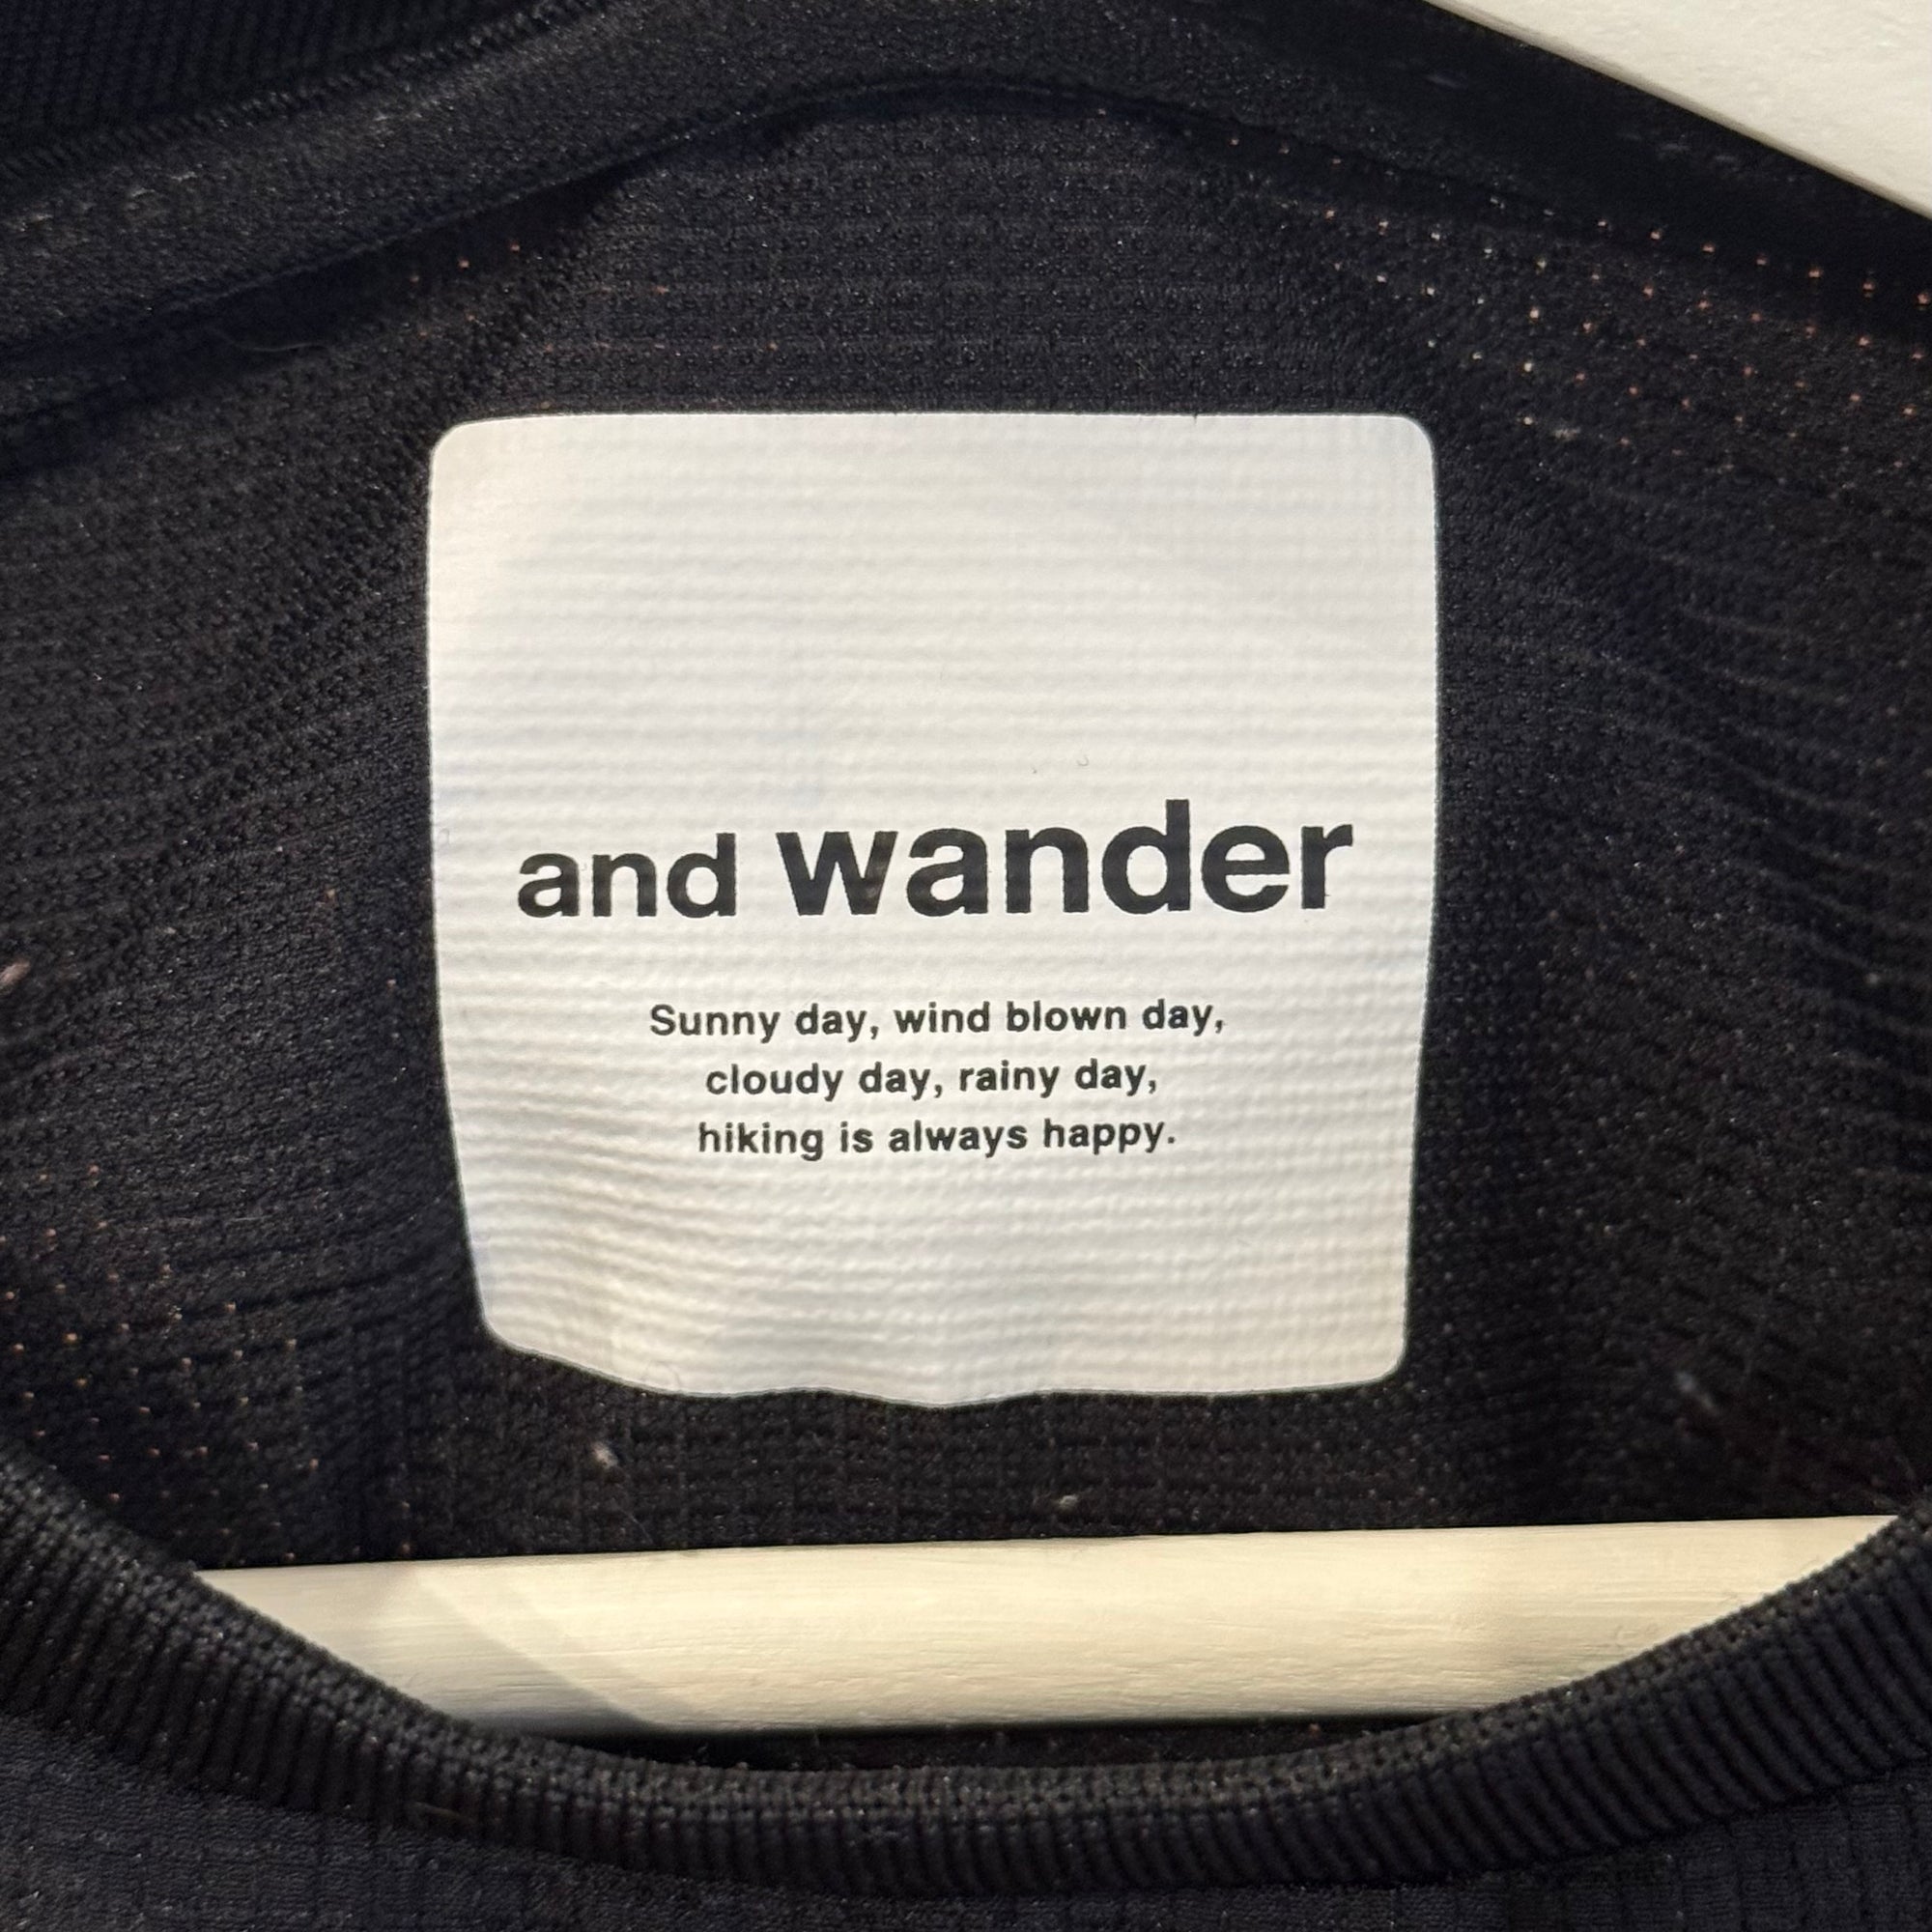 and wander
Sunny day, wind blown day,
cloudy day, rainy day,
hiking is always happy.